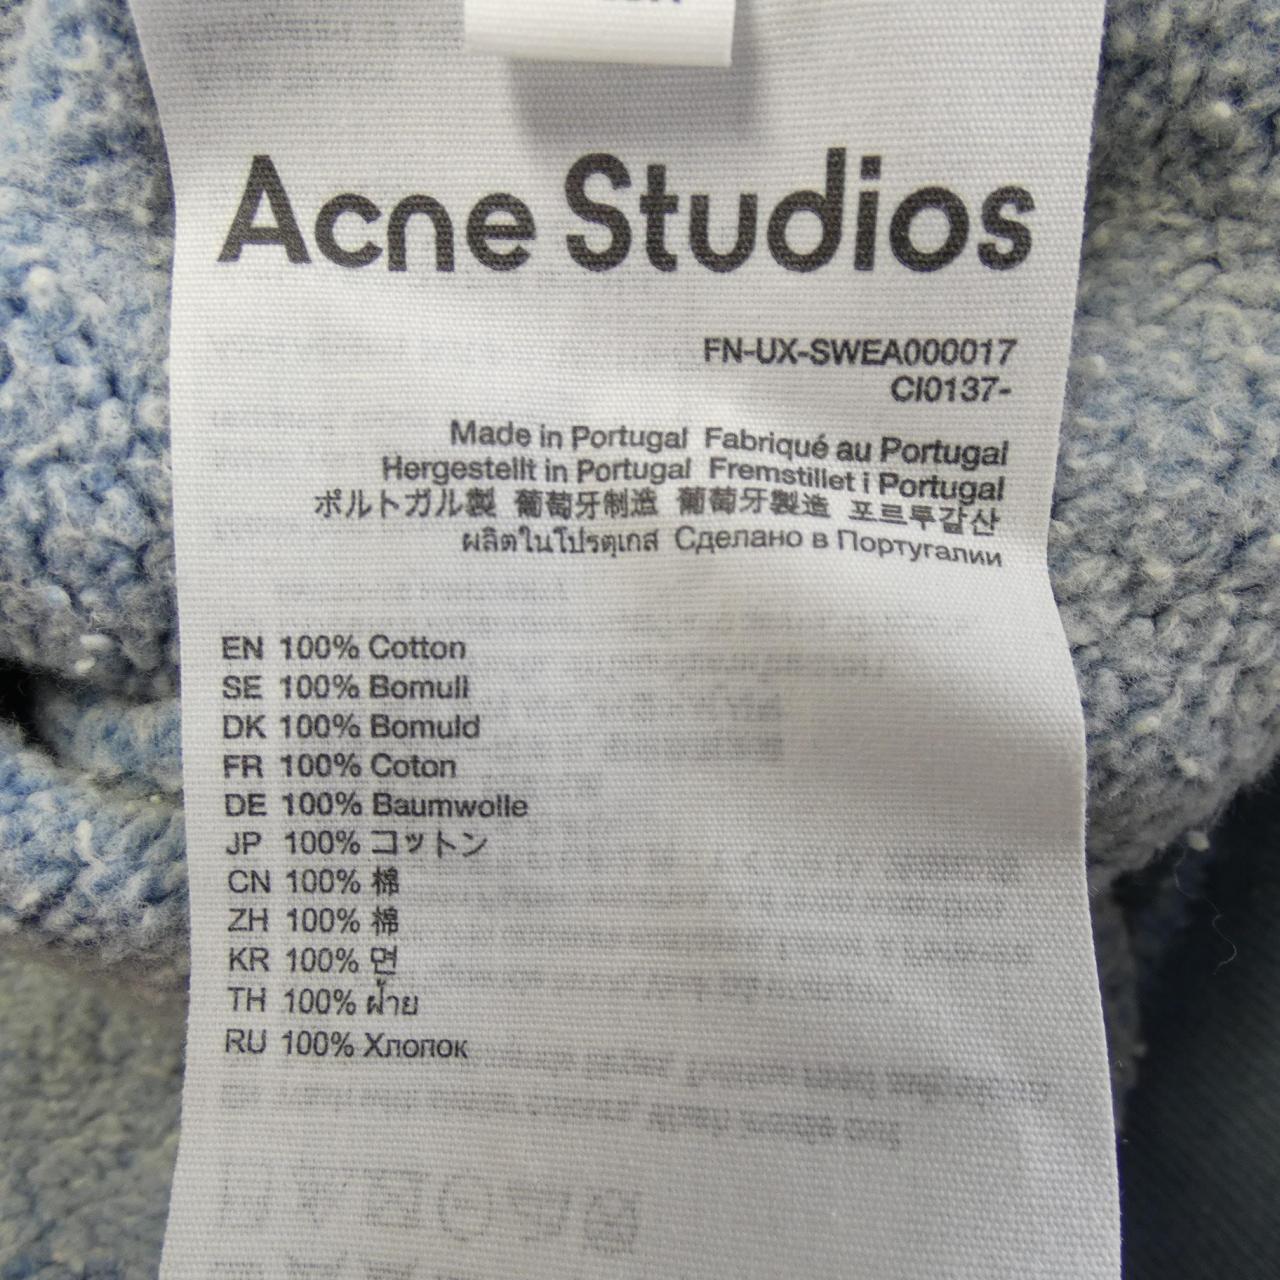 Acne Studios
FN-UX-SWEA000017
CI0137-
Made in Portugal Fabriqué au Portugal
Hergestellt in Portugal Fremstillet i Portugal
ポルトガル製 葡萄牙制造 葡萄牙製造 포르투갈산
ผลิตในโปรตุเกส Сделано в Португалии
EN 100% Cotton
SE 100% Bomull
DK 100% Bomuld
FR 100% Coton
DE 100% Baumwolle
JP 100% コットン
CN 100% 棉
ZH 100% 棉
KR 100% 면
TH 100% ฝ้าย
RU 100% Хлопок